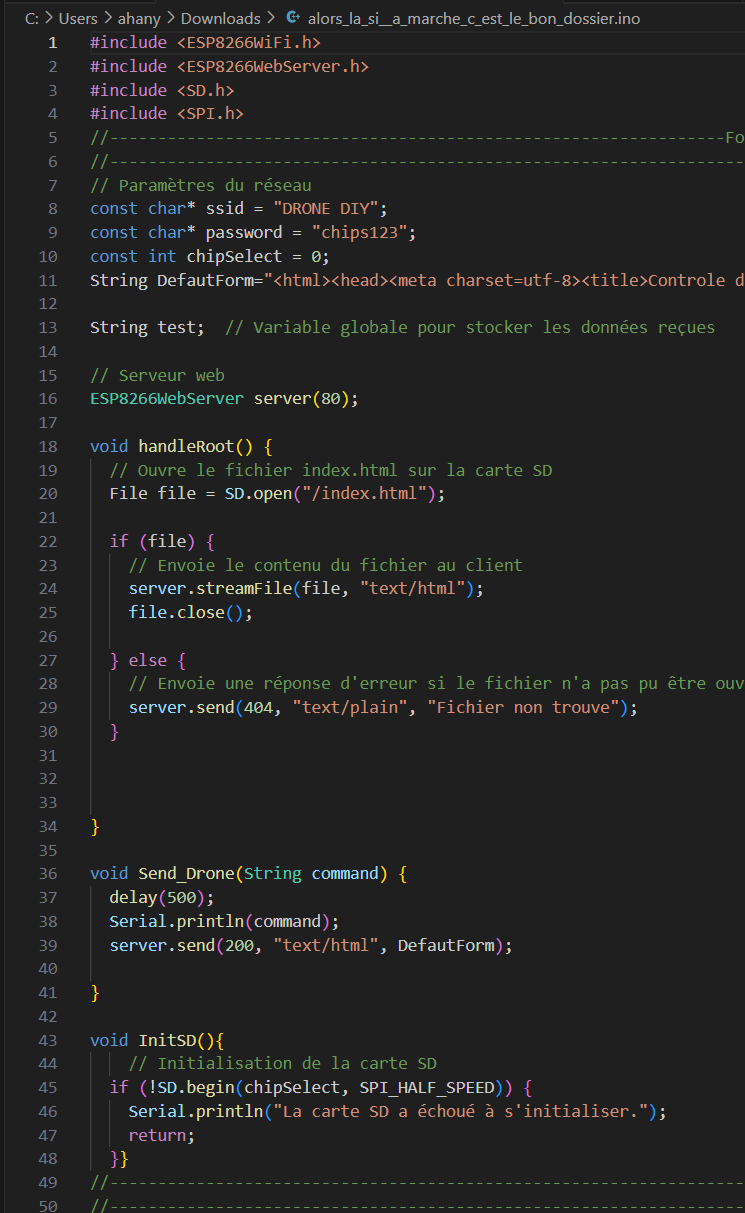 C: > Users > ahany > Downloads > alors_la_si__a_marche_c_est_le_bon_dossier.ino
1 #include <ESP8266WiFi.h>
2 #include <ESP8266WebServer.h>
3 #include <SD.h>
4 #include <SPI.h>
5 //----------------------------------------------------------------Fo
6 //------------------------------------------------------------------
7 // Paramètres du réseau
8 const char* ssid = "DRONE DIY";
9 const char* password = "chips123";
10 const int chipSelect = 0;
11 String DefautForm="<html><head><meta charset=utf-8><title>Controle d
12
13 String test;  // Variable globale pour stocker les données reçues
14
15 // Serveur web
16 ESP8266WebServer server(80);
17
18 void handleRoot() {
19   // Ouvre le fichier index.html sur la carte SD
20   File file = SD.open("/index.html");
21
22   if (file) {
23     // Envoie le contenu du fichier au client
24     server.streamFile(file, "text/html");
25     file.close();
26
27   } else {
28     // Envoie une réponse d'erreur si le fichier n'a pas pu être ouv
29     server.send(404, "text/plain", "Fichier non trouve");
30   }
31
32
33
34 }
35
36 void Send_Drone(String command) {
37   delay(500);
38   Serial.println(command);
39   server.send(200, "text/html", DefautForm);
40
41 }
42
43 void InitSD(){
44     // Initialisation de la carte SD
45   if (!SD.begin(chipSelect, SPI_HALF_SPEED)) {
46     Serial.println("La carte SD a échoué à s'initialiser.");
47     return;
48   }}
49 //------------------------------------------------------------------
50 //------------------------------------------------------------------